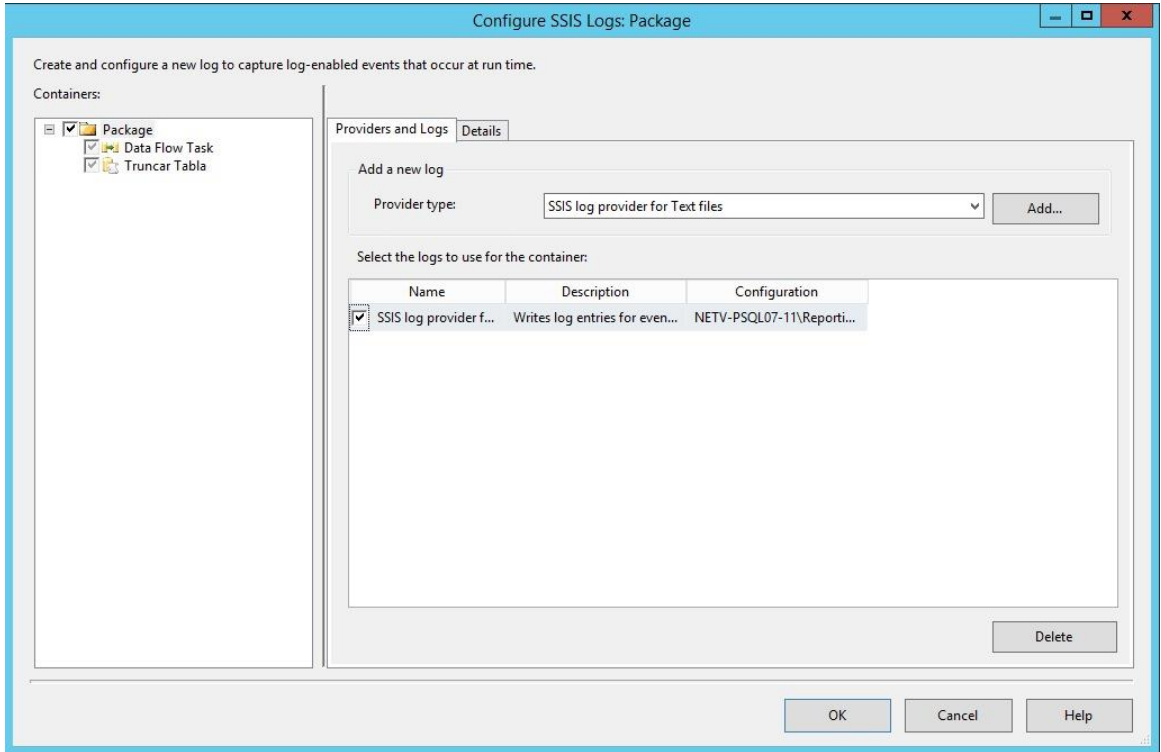 Configure SSIS Logs: Package
Create and configure a new log to capture log-enabled events that occur at run time.
Containers:
Package
Data Flow Task
Truncar Tabla
Providers and Logs Details
Add a new log
Provider type: SSIS log provider for Text files Add...
Select the logs to use for the container:
Name Description Configuration
SSIS log provider f... Writes log entries for even... NETV-PSQL07-11\Reporti...
Delete
OK Cancel Help